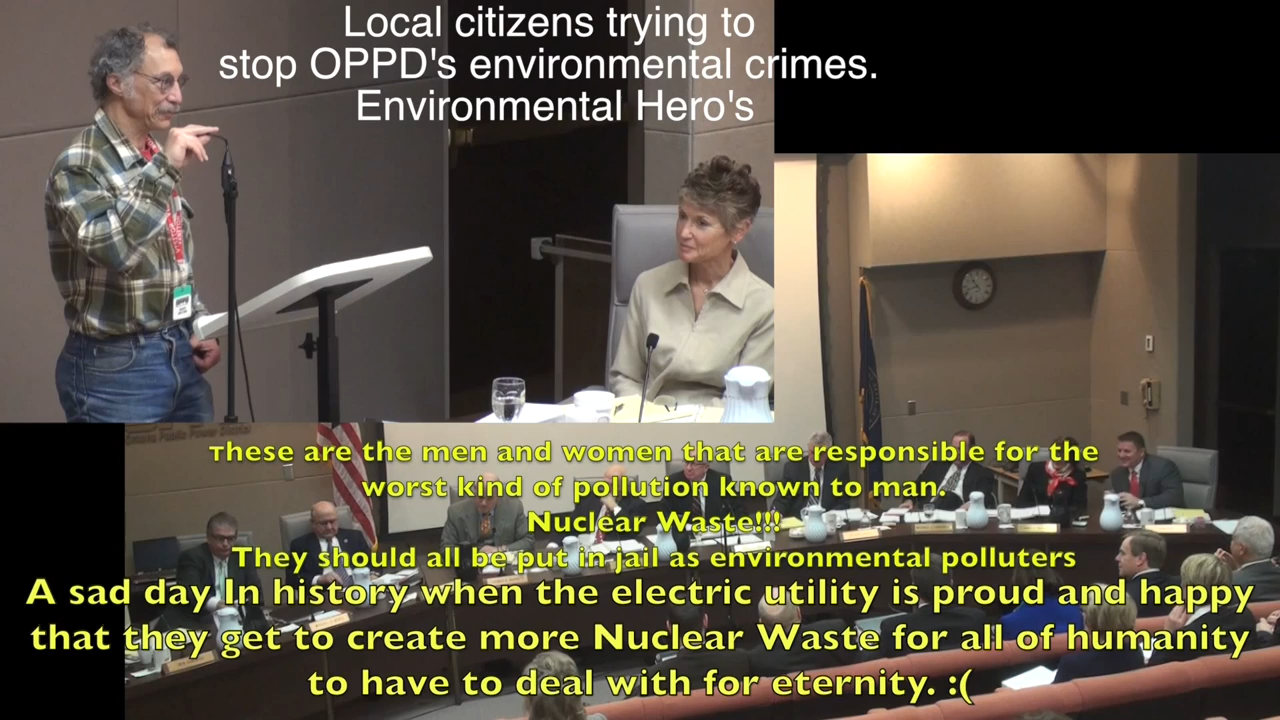 Local citizens trying to
stop OPPD's environmental crimes.
Environmental Hero's
Public Power District
These are the men and women that are responsible for the
worst kind of pollution known to man.
Nuclear Waste!!!
They should all be put in jail as environmental polluters
A sad day In history when the electric utility is proud and happy
that they get to create more Nuclear Waste for all of humanity
to have to deal with for eternity. :(